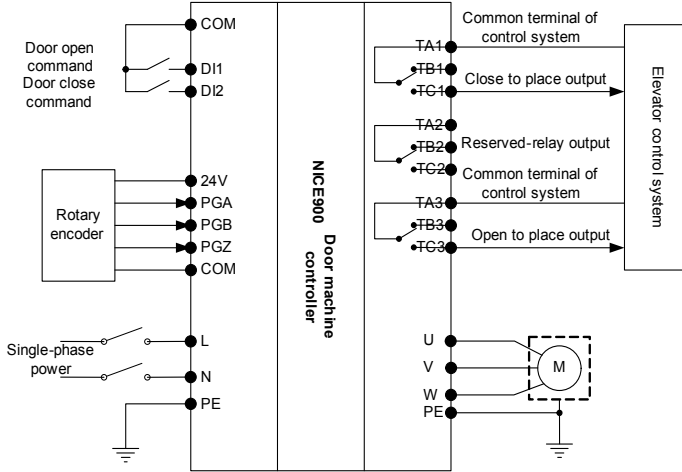 COM
Door open
command
Door close
command
DI1
DI2
24V
PGA
PGB
PGZ
COM
Rotary
encoder
L
Single-phase
power
N
PE
NICE900
Door machine
controller
TA1
TB1
TC1
TA2
TB2
TC2
TA3
TB3
TC3
Common terminal of
control system
Close to place output
Reserved-relay output
Common terminal of
control system
Open to place output
Elevator control system
U
V
W
PE
M